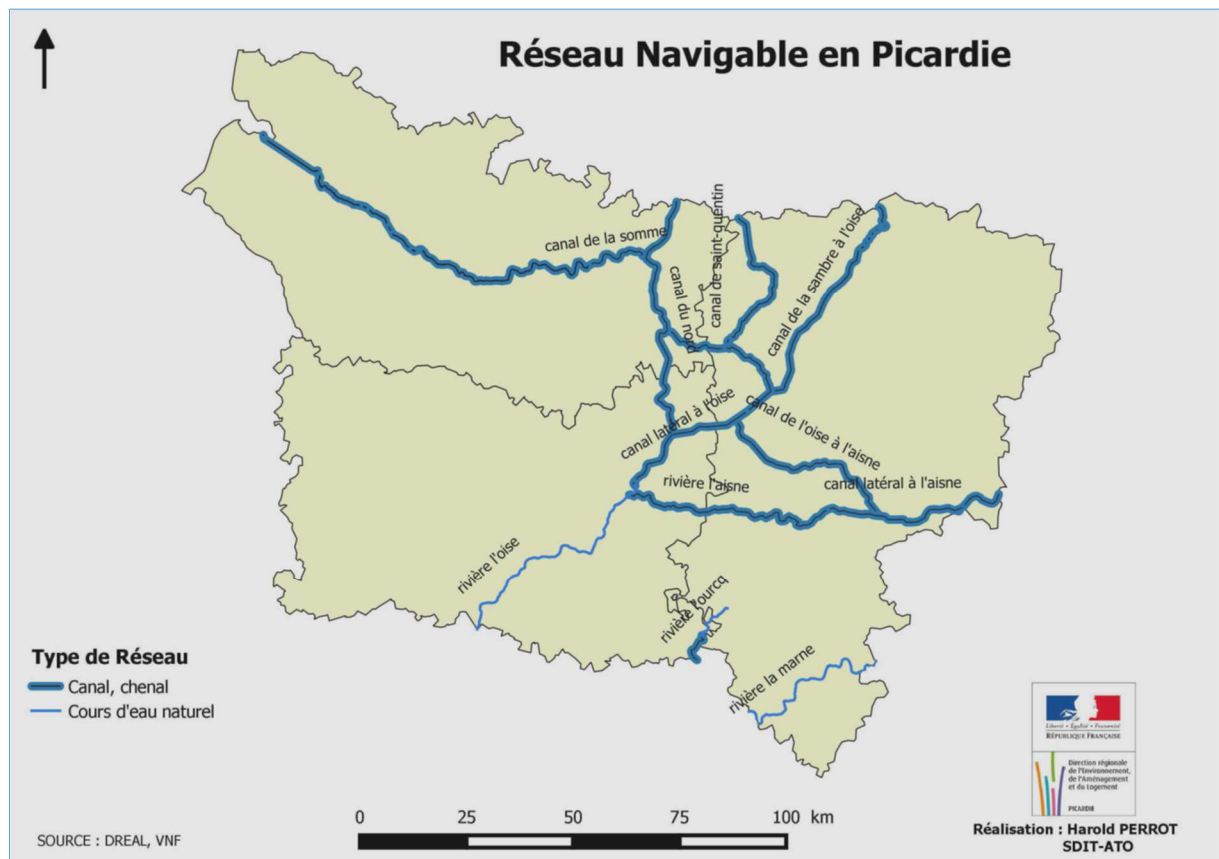 Réseau Navigable en Picardie
canal de la somme
canal de saint-quentin
canal de la sambre à l'oise
canal du nord
canal latéral à l'oise
canal de l'oise à l'aisne
rivière l'aisne
canal latéral à l'aisne
rivière l'oise
rivière l'ourcq
rivière la marne
Type de Réseau
Canal, chenal
Cours d'eau naturel
0 25 50 75 100 km
SOURCE : DREAL, VNF
Liberté • Égalité • Fraternité
RÉPUBLIQUE FRANÇAISE
Direction régionale
de l'Environnement,
de l'Aménagement
et du Logement
PICARDIE
Réalisation : Harold PERROT
SDIT-ATO